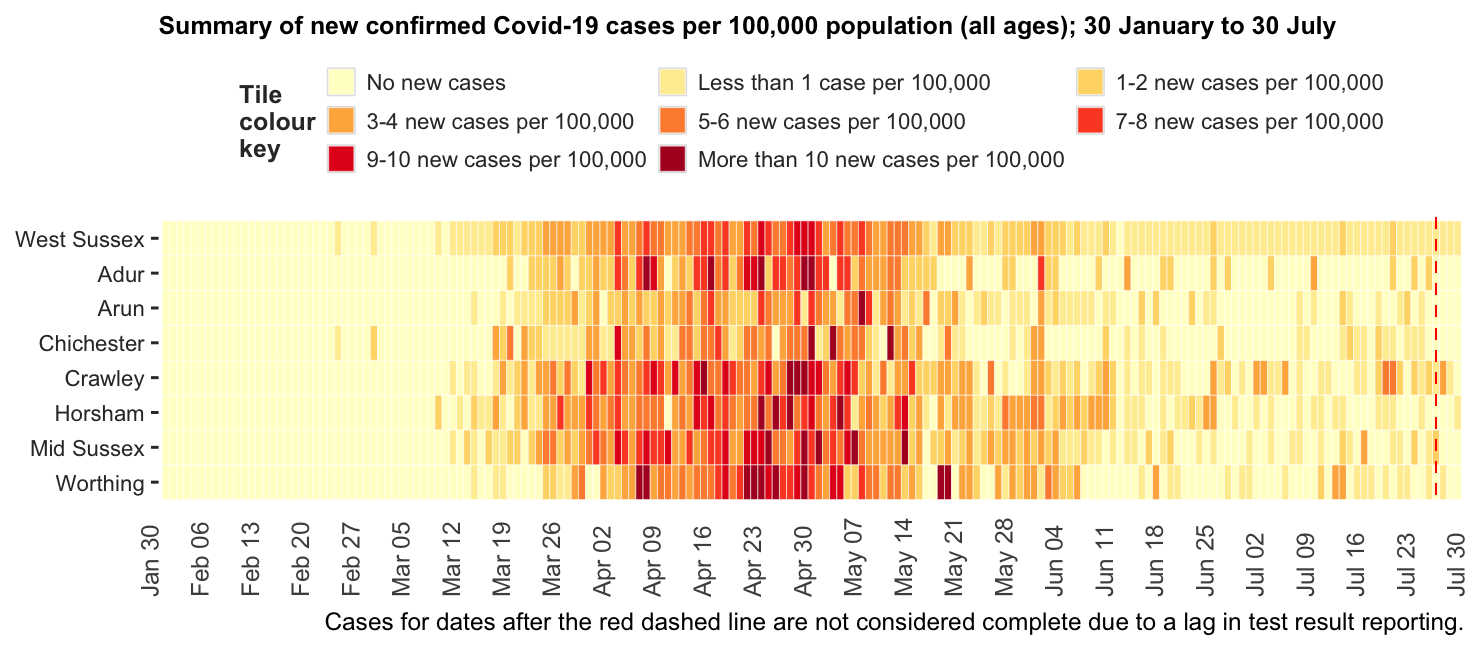 Summary of new confirmed Covid-19 cases per 100,000 population (all ages); 30 January to 30 July
Tile colour key
No new cases
Less than 1 case per 100,000
1-2 new cases per 100,000
3-4 new cases per 100,000
5-6 new cases per 100,000
7-8 new cases per 100,000
9-10 new cases per 100,000
More than 10 new cases per 100,000
West Sussex
Adur
Arun
Chichester
Crawley
Horsham
Mid Sussex
Worthing
Jan 30
Feb 06
Feb 13
Feb 20
Feb 27
Mar 05
Mar 12
Mar 19
Mar 26
Apr 02
Apr 09
Apr 16
Apr 23
Apr 30
May 07
May 14
May 21
May 28
Jun 04
Jun 11
Jun 18
Jun 25
Jul 02
Jul 09
Jul 16
Jul 23
Jul 30
Cases for dates after the red dashed line are not considered complete due to a lag in test result reporting.